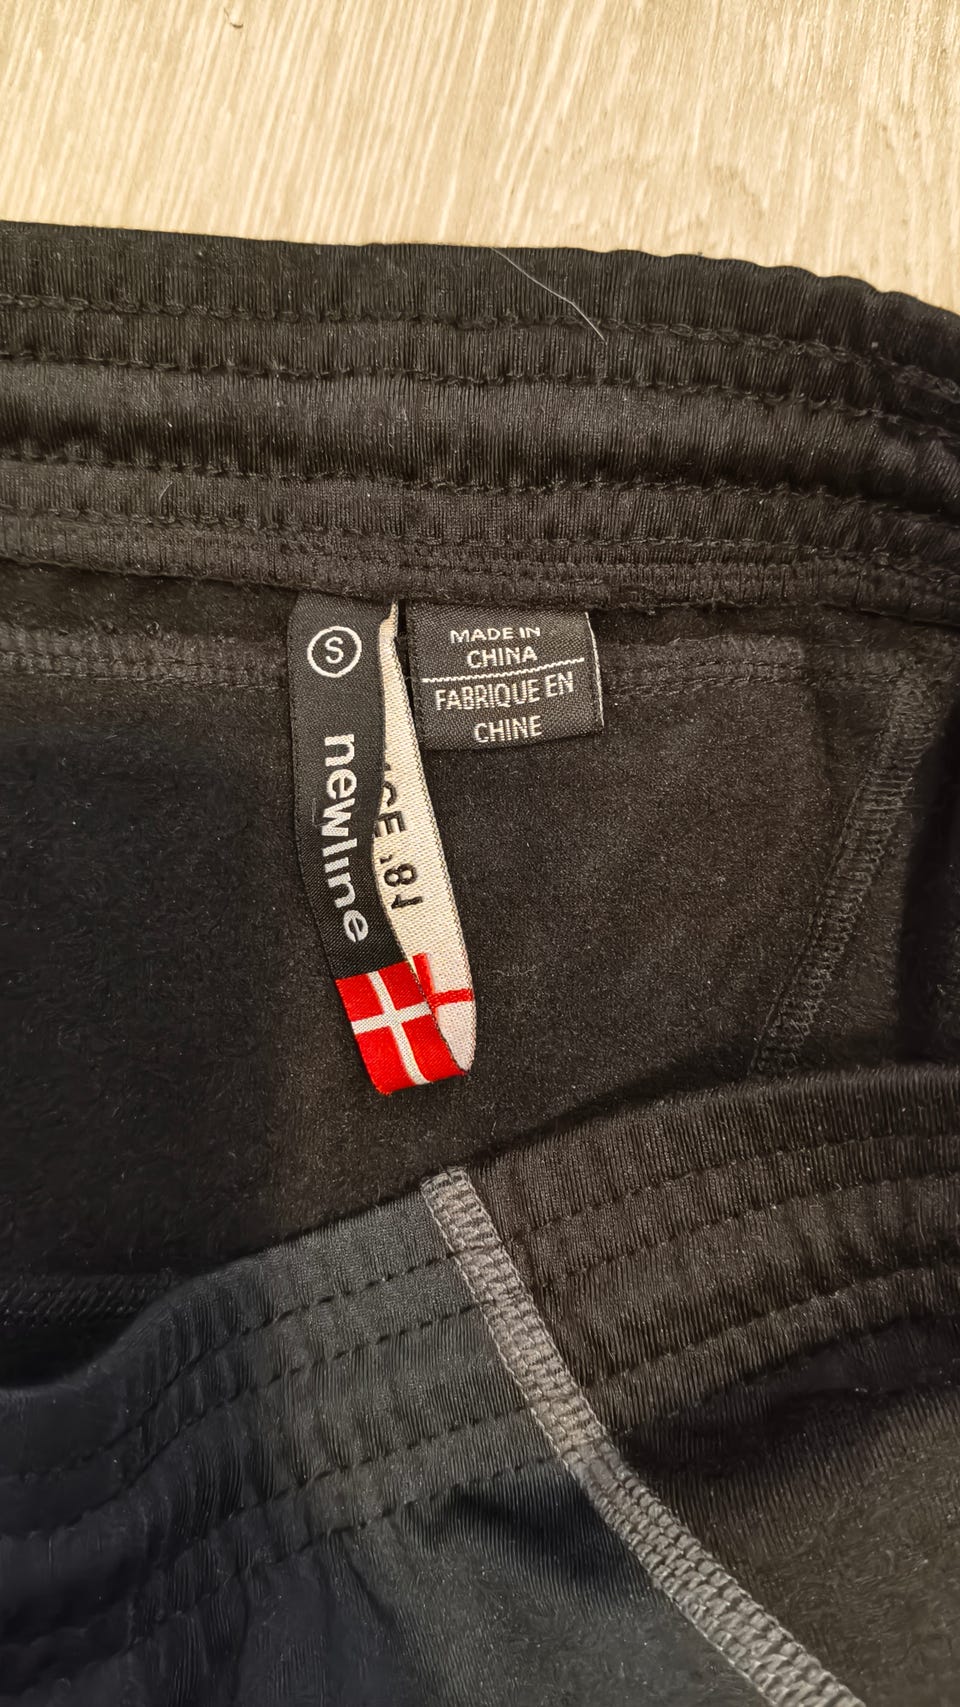 S
newline
MADE IN
CHINA
FABRIQUE EN
CHINE